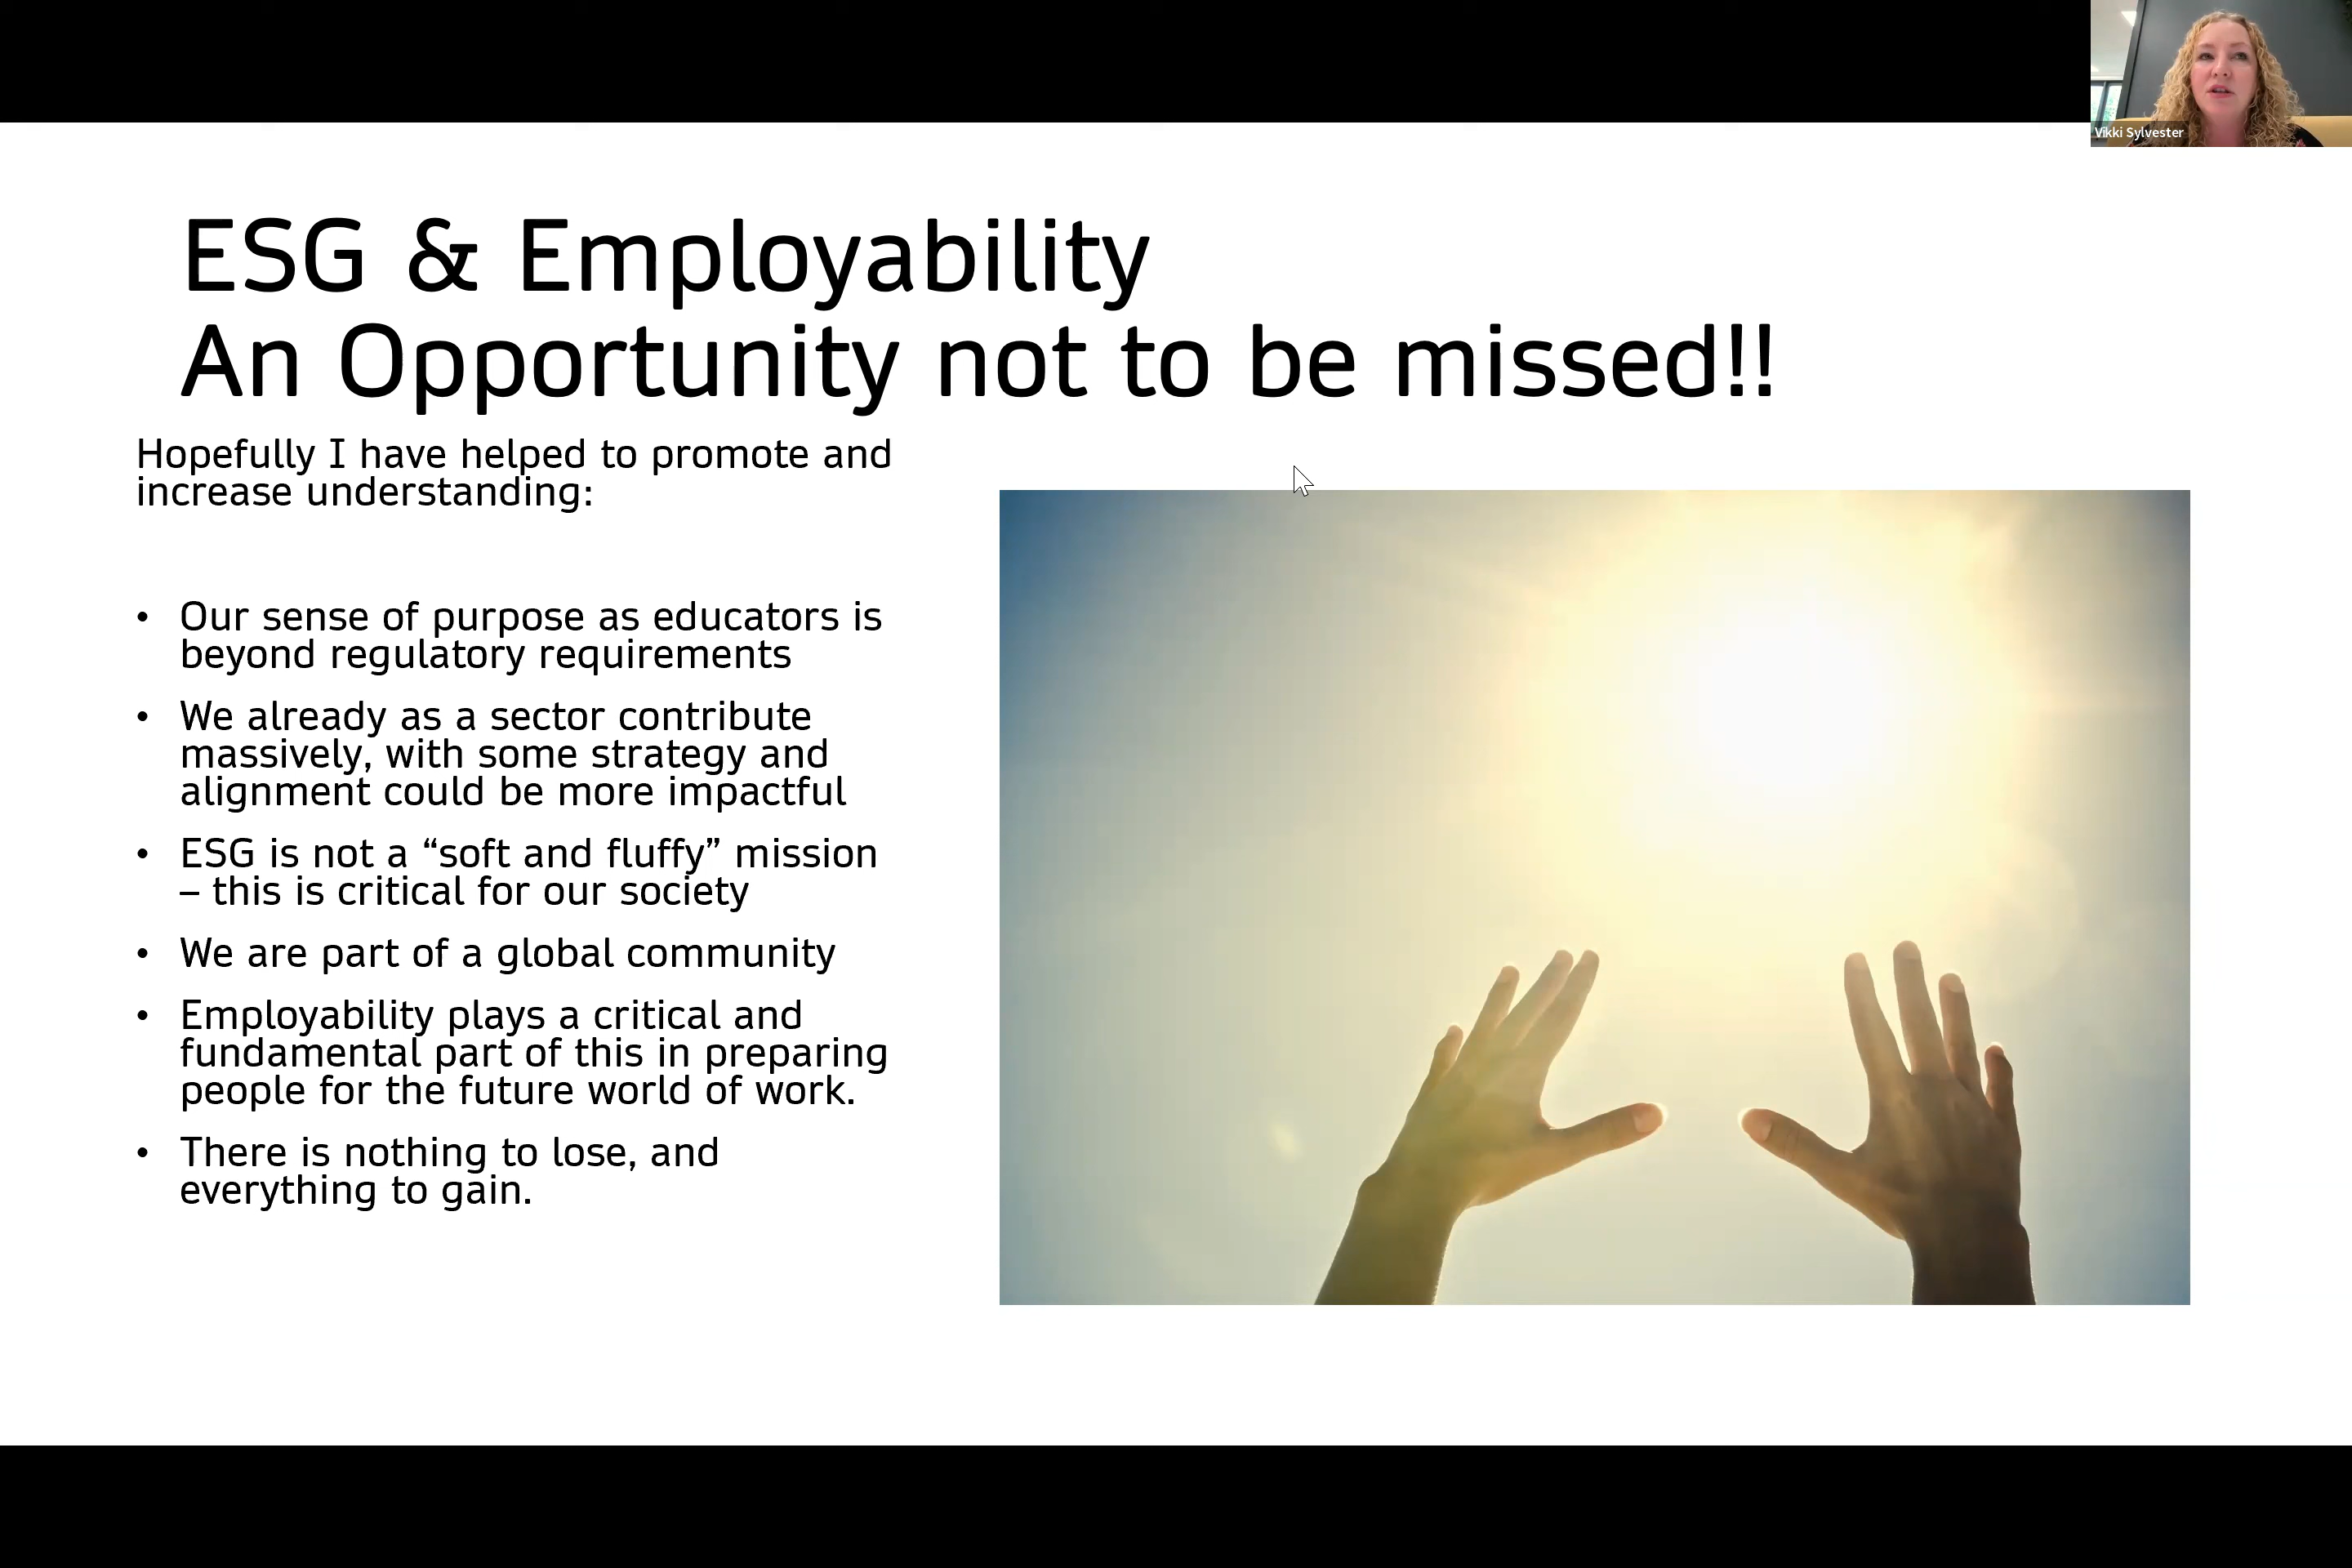 Vikki Sylvester
ESG & Employability
An Opportunity not to be missed!!
Hopefully I have helped to promote and
increase understanding:
• Our sense of purpose as educators is
beyond regulatory requirements
• We already as a sector contribute
massively, with some strategy and
alignment could be more impactful
• ESG is not a “soft and fluffy” mission
– this is critical for our society
• We are part of a global community
• Employability plays a critical and
fundamental part of this in preparing
people for the future world of work.
• There is nothing to lose, and
everything to gain.